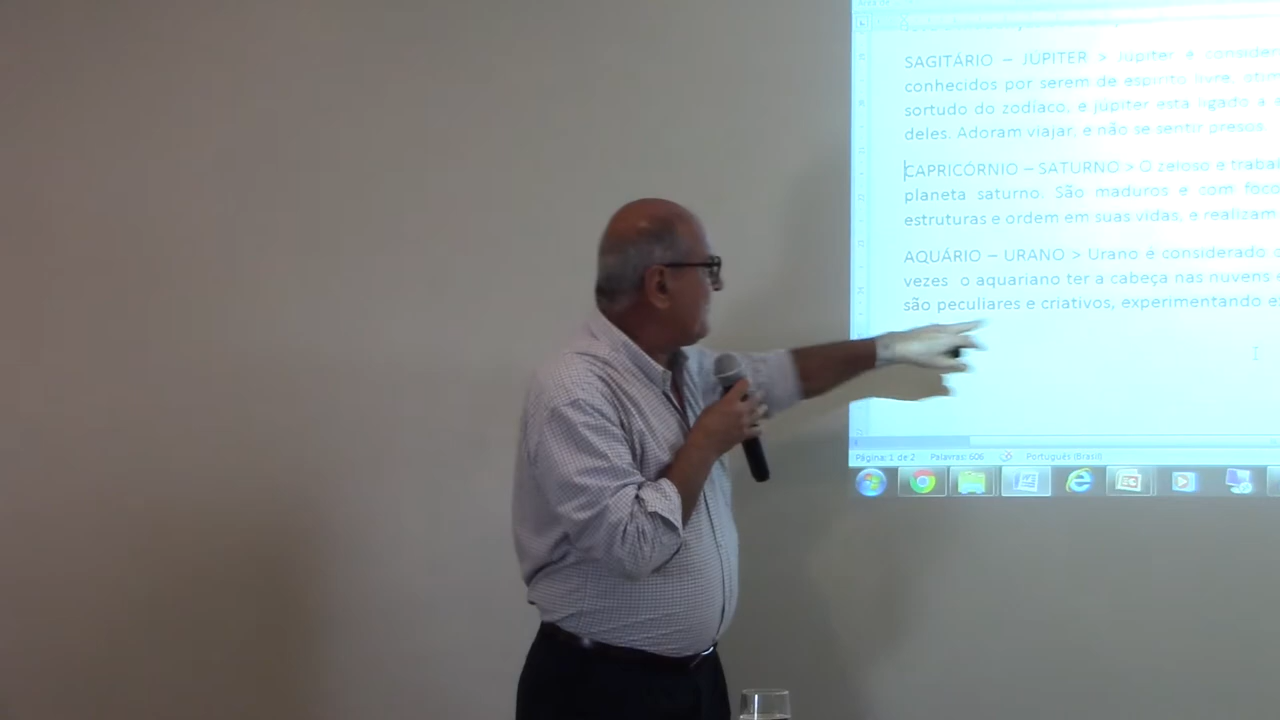 SAGITÁRIO – JÚPITER > Júpiter é consider
conhecidos por serem de espírito livre, otim
sortudo do zodíaco, e júpiter está ligado a s
deles. Adoram viajar, e não se sentir presos.
CAPRICÓRNIO – SATURNO > O zeloso e trabal
planeta saturno. São maduros e com foco
estruturas e ordem em suas vidas, e realizam
AQUÁRIO – URANO > Urano é considerado
vezes o aquariano ter a cabeça nas nuvens
são peculiares e criativos, experimentando e
Página: 1 de 2 Palavras: 606 Português (Brasil)